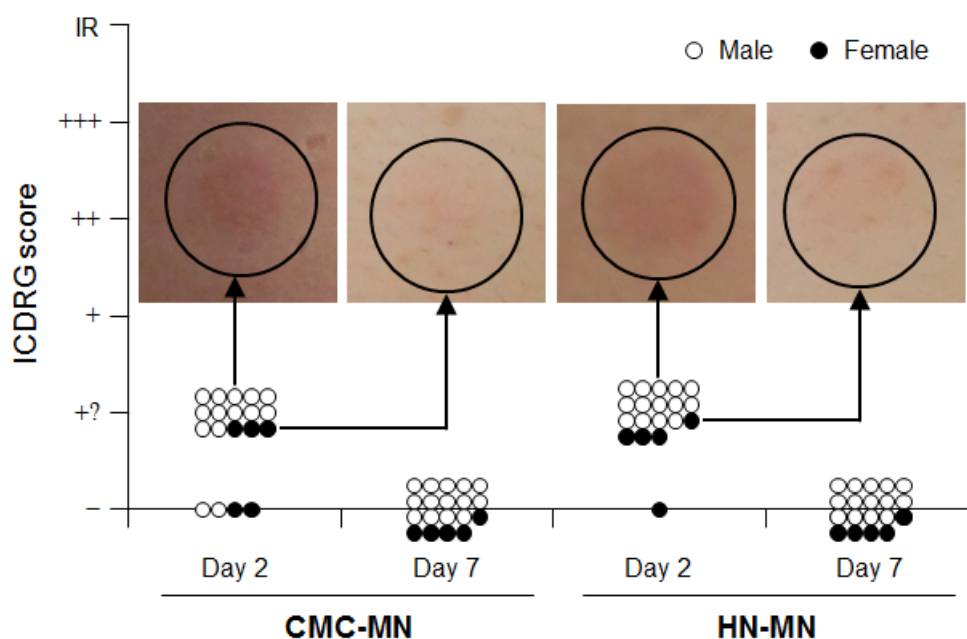 IR
Male Female
+++
++
+
+?
–
ICDRG score
Day 2 Day 7 Day 2 Day 7
CMC-MN HN-MN